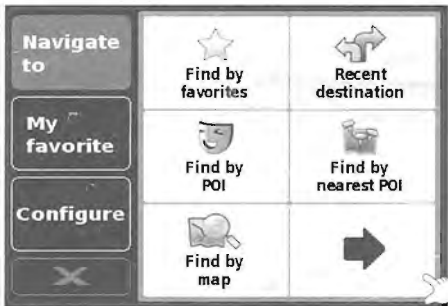 Navigate
to
My
favorite
Configure
Find by
favorites
Recent
destination
Find by
POI
Find by
nearest POI
Find by
map